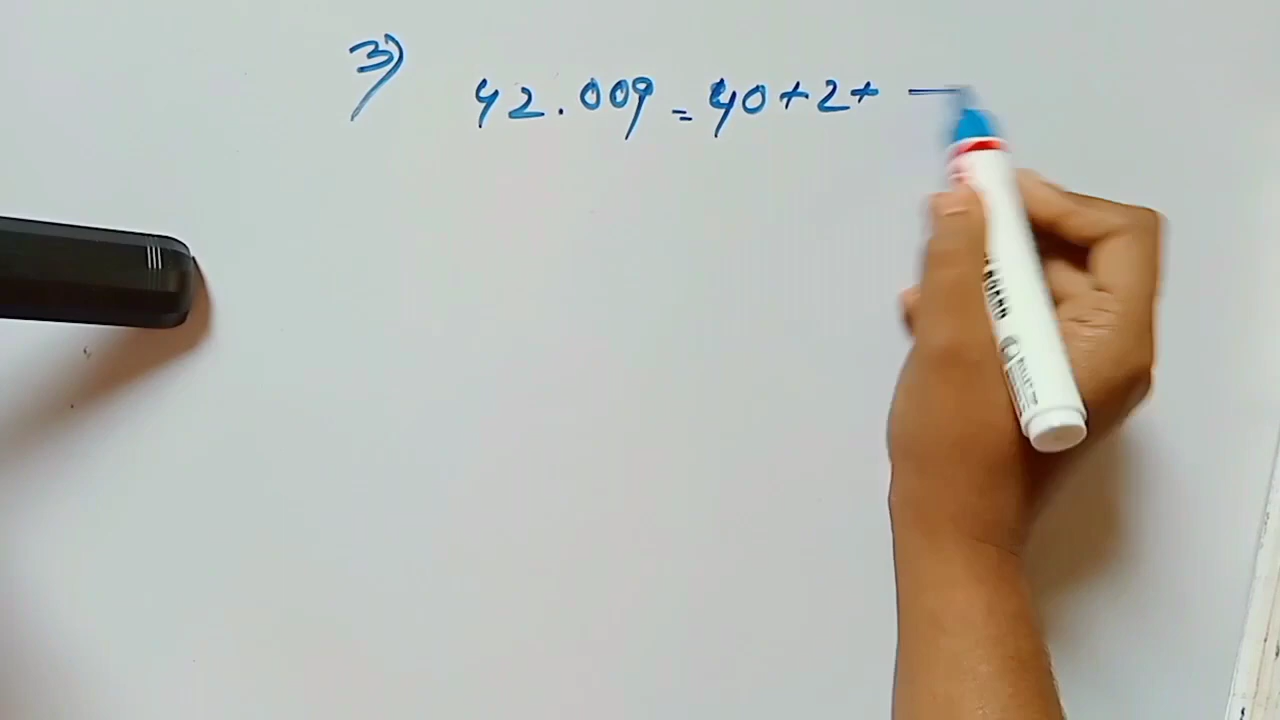 3) 42.009 = 40 + 2 + —